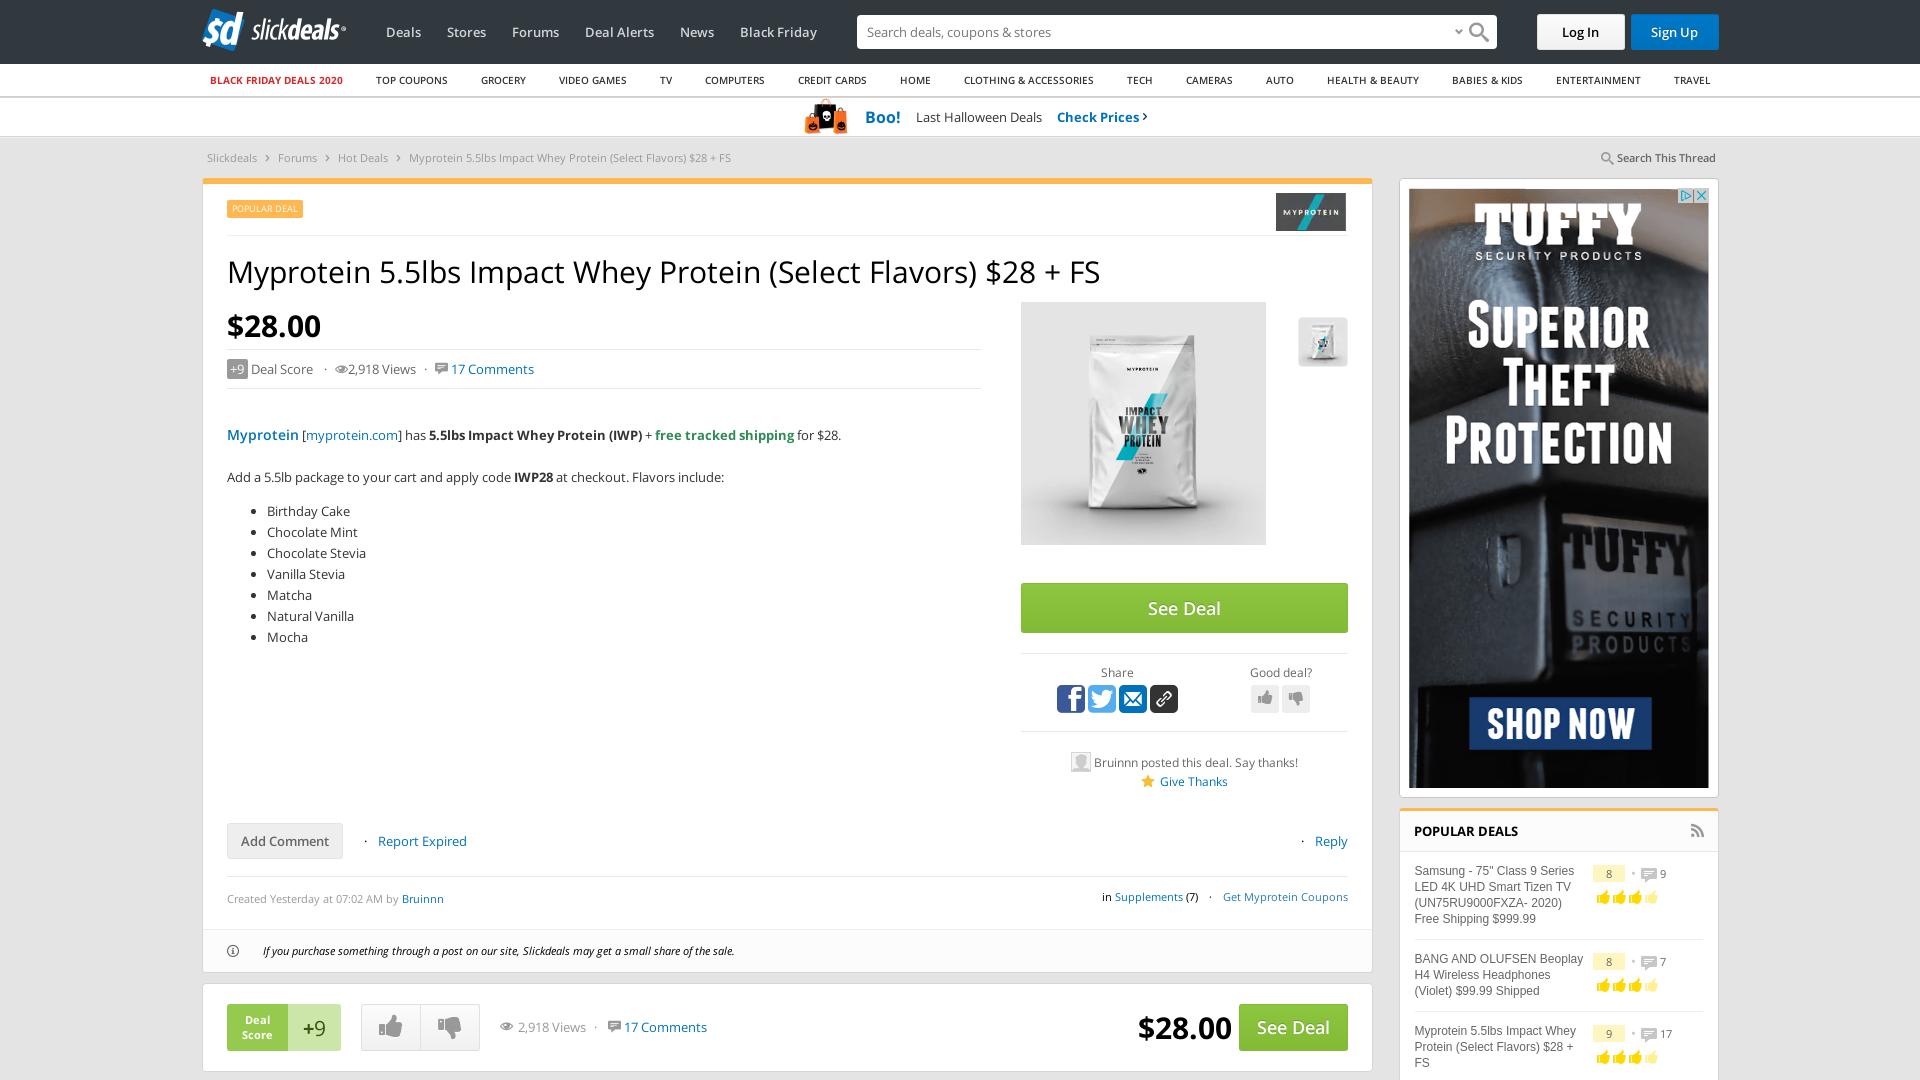 slickdeals
Deals
Stores
Forums
Deal Alerts
News
Black Friday
Search deals, coupons & stores
Log In
Sign Up
BLACK FRIDAY DEALS 2020
TOP COUPONS
GROCERY
VIDEO GAMES
TV
COMPUTERS
CREDIT CARDS
HOME
CLOTHING & ACCESSORIES
TECH
CAMERAS
AUTO
HEALTH & BEAUTY
BABIES & KIDS
ENTERTAINMENT
TRAVEL
Boo! Last Halloween Deals Check Prices
Slickdeals > Forums > Hot Deals > Myprotein 5.5lbs Impact Whey Protein (Select Flavors) $28 + FS
Search This Thread
POPULAR DEAL
MYPROTEIN
Myprotein 5.5lbs Impact Whey Protein (Select Flavors) $28 + FS
$28.00
+9 Deal Score · 2,918 Views · 17 Comments
Myprotein [myprotein.com] has 5.5lbs Impact Whey Protein (IWP) + free tracked shipping for $28.
Add a 5.5lb package to your cart and apply code IWP28 at checkout. Flavors include:
• Birthday Cake
• Chocolate Mint
• Chocolate Stevia
• Vanilla Stevia
• Matcha
• Natural Vanilla
• Mocha
MYPROTEIN
IMPACT
WHEY
PROTEIN
See Deal
Share
Good deal?
Bruinnn posted this deal. Say thanks!
Give Thanks
Add Comment · Report Expired
· Reply
Created Yesterday at 07:02 AM by Bruinnn
in Supplements (7) · Get Myprotein Coupons
If you purchase something through a post on our site, Slickdeals may get a small share of the sale.
Deal
Score
+9
2,918 Views · 17 Comments
$28.00
See Deal
TUFFY
SECURITY PRODUCTS
SUPERIOR
THEFT
PROTECTION
TUFFY
SECURITY
PRODUCTS
SHOP NOW
POPULAR DEALS
Samsung - 75" Class 9 Series
LED 4K UHD Smart Tizen TV
(UN75RU9000FXZA- 2020)
Free Shipping $999.99
8 · 9
BANG AND OLUFSEN Beoplay
H4 Wireless Headphones
(Violet) $99.99 Shipped
8 · 7
Myprotein 5.5lbs Impact Whey
Protein (Select Flavors) $28 +
FS
9 · 17